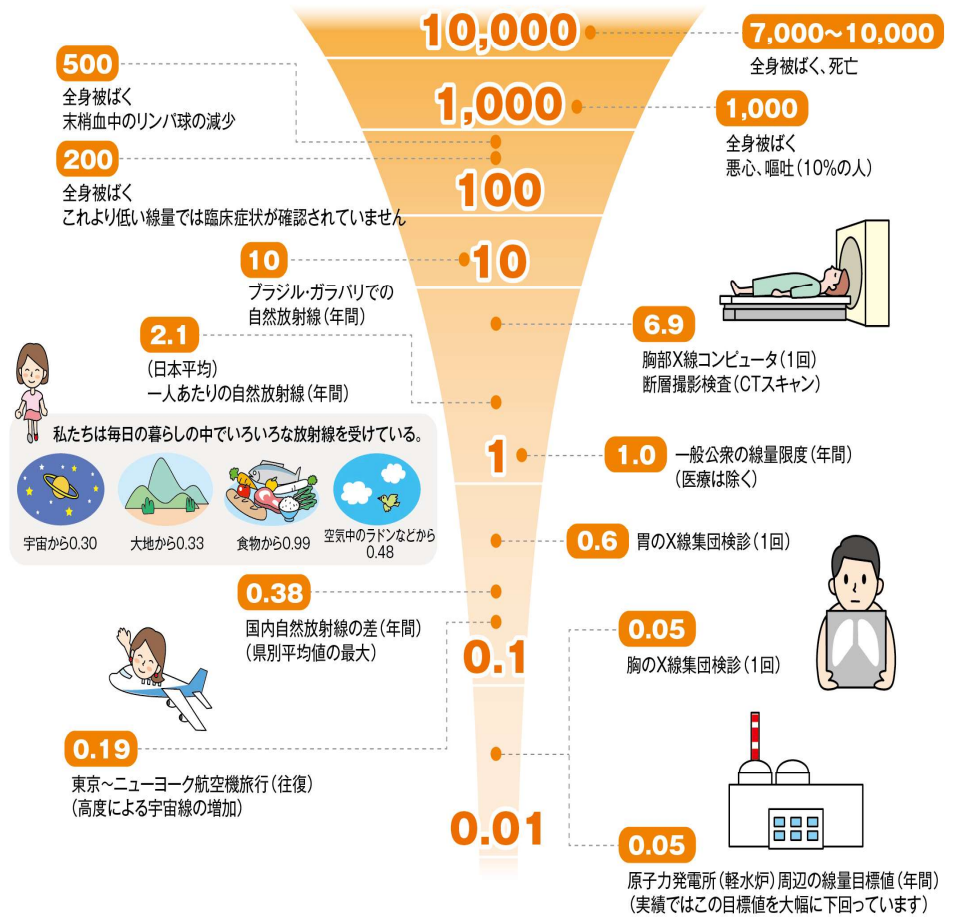 10,000
7,000～10,000
全身被ばく、死亡
500
全身被ばく
末梢血中のリンパ球の減少
1,000
1,000
全身被ばく
悪心、嘔吐（10%の人）
200
全身被ばく
これより低い線量では臨床症状が確認されていません
100
10
ブラジル・ガラパリでの
自然放射線（年間）
10
6.9
胸部X線コンピュータ（1回）
断層撮影検査（CTスキャン）
2.1
（日本平均）
一人あたりの自然放射線（年間）
私たちは毎日の暮らしの中でいろいろな放射線を受けている。
宇宙から0.30
大地から0.33
食物から0.99
空気中のラドンなどから
0.48
1
1.0
一般公衆の線量限度（年間）
（医療は除く）
0.6
胃のX線集団検診（1回）
0.38
国内自然放射線の差（年間）
（県別平均値の最大）
0.1
0.05
胸のX線集団検診（1回）
0.19
東京～ニューヨーク航空機旅行（往復）
（高度による宇宙線の増加）
0.01
0.05
原子力発電所（軽水炉）周辺の線量目標値（年間）
（実績ではこの目標値を大幅に下回っています）